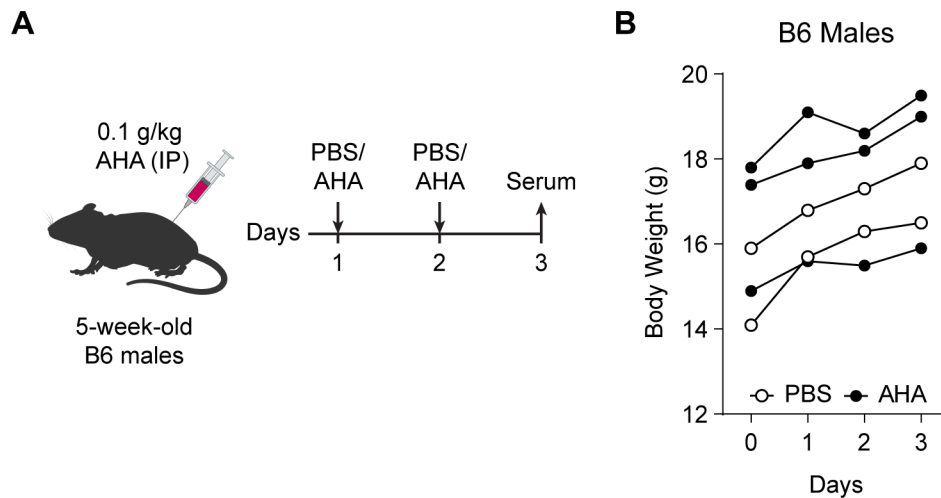 A
0.1 g/kg
AHA (IP)
5-week-old
B6 males
PBS/
AHA
PBS/
AHA
Serum
Days
1
2
3
B
B6 Males
Body Weight (g)
20
18
16
14
12
PBS
AHA
0
1
2
3
Days